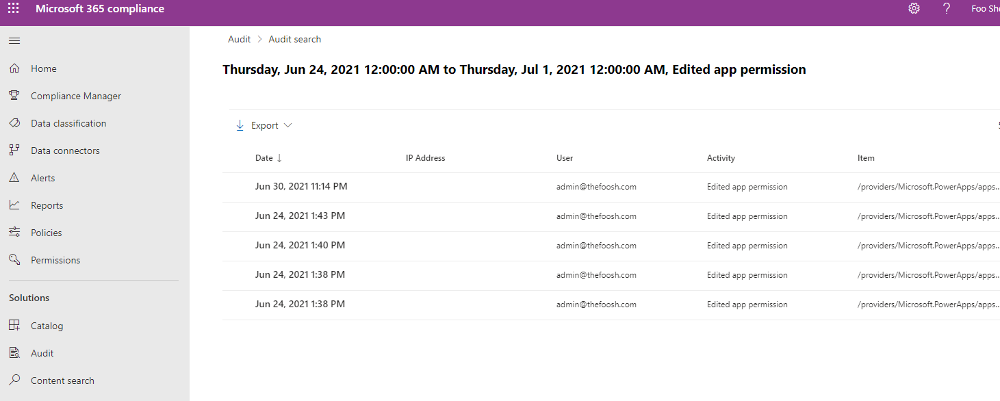 Microsoft 365 compliance ? Foo She
Audit > Audit search
Thursday, Jun 24, 2021 12:00:00 AM to Thursday, Jul 1, 2021 12:00:00 AM, Edited app permission
Home
Compliance Manager
Data classification
Data connectors
Alerts
Reports
Policies
Permissions
Solutions
Catalog
Audit
Content search
Export
Date ↓ IP Address User Activity Item
Jun 30, 2021 11:14 PM admin@thefoosh.com Edited app permission /providers/Microsoft.PowerApps/apps...
Jun 24, 2021 1:43 PM admin@thefoosh.com Edited app permission /providers/Microsoft.PowerApps/apps...
Jun 24, 2021 1:40 PM admin@thefoosh.com Edited app permission /providers/Microsoft.PowerApps/apps...
Jun 24, 2021 1:38 PM admin@thefoosh.com Edited app permission /providers/Microsoft.PowerApps/apps...
Jun 24, 2021 1:38 PM admin@thefoosh.com Edited app permission /providers/Microsoft.PowerApps/apps...